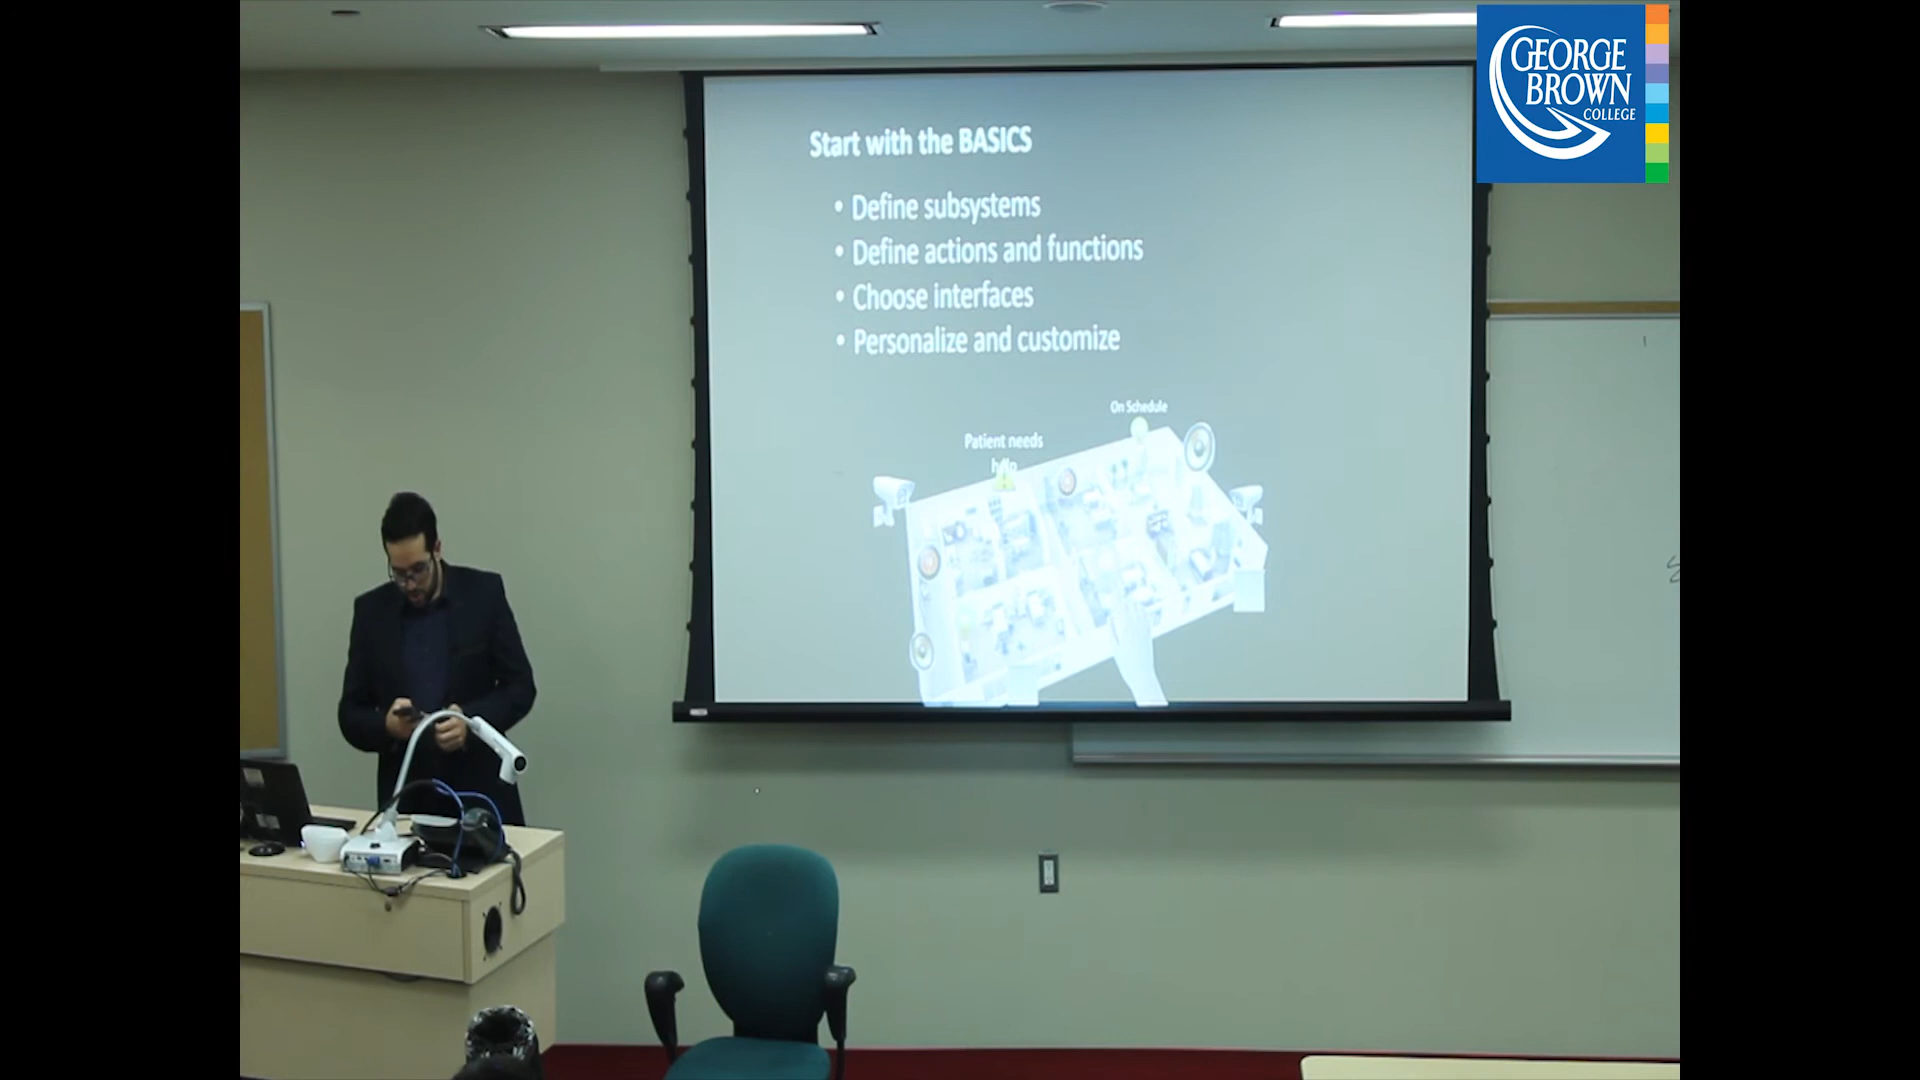 GEORGE
BROWN
COLLEGE
Start with the BASICS
• Define subsystems
• Define actions and functions
• Choose interfaces
• Personalize and customize
On Schedule
Patient needs
help